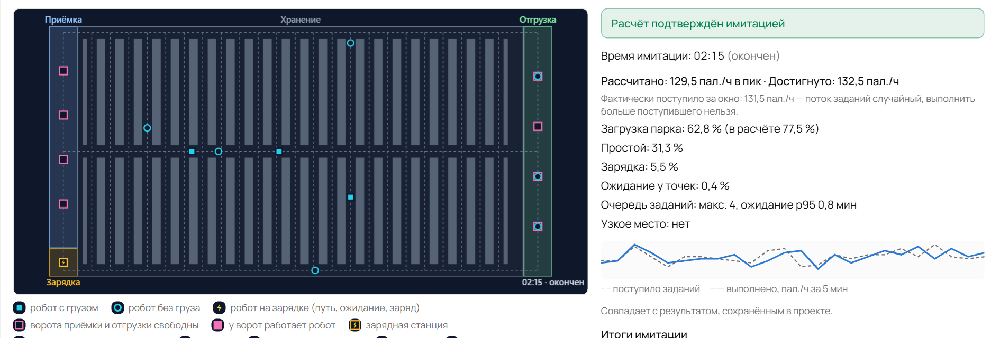 Приёмка
Хранение
Отгрузка
Зарядка
02:15 · окончен
робот с грузом
робот без груза
робот на зарядке (путь, ожидание, заряд)
ворота приёмки и отгрузки свободны
у ворот работает робот
зарядная станция
Расчёт подтверждён имитацией
Время имитации: 02:15 (окончен)
Рассчитано: 129,5 пал./ч в пик · Достигнуто: 132,5 пал./ч
Фактически поступило за окно: 131,5 пал./ч — поток заданий случайный, выполнить
больше поступившего нельзя.
Загрузка парка: 62,8 % (в расчёте 77,5 %)
Простой: 31,3 %
Зарядка: 5,5 %
Ожидание у точек: 0,4 %
Очередь заданий: макс. 4, ожидание p95 0,8 мин
Узкое место: нет
- - поступило заданий —— выполнено, пал./ч за 5 мин
Совпадает с результатом, сохранённым в проекте.
Итоги имитации